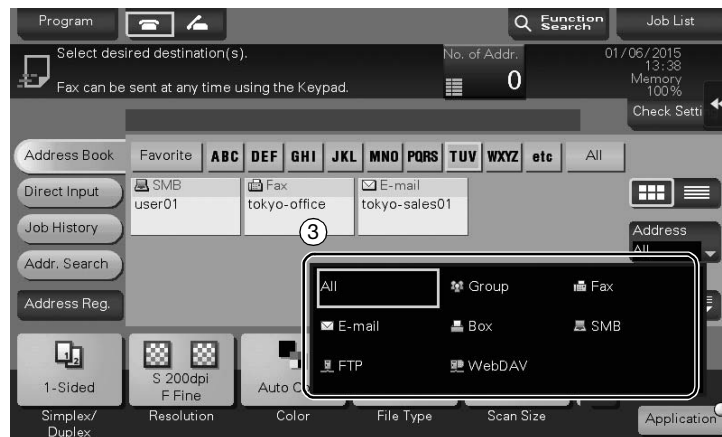 Program
Function
Search
Job List
Select desired destination(s).
Fax can be sent at any time using the Keypad.
No. of Addr.
0
01/06/2015
13:38
Memory
100%
Check Setti
Address Book
Favorite ABC DEF GHI JKL MNO PQRS TUV WXYZ etc All
Direct Input
Job History
Addr. Search
Address Reg.
SMB
user01
Fax
tokyo-office
E-mail
tokyo-sales01
Address
All
3
All
Group
Fax
E-mail
Box
SMB
FTP
WebDAV
1-Sided
Simplex/
Duplex
S 200dpi
F Fine
Resolution
Auto Co
Color
File Type
Scan Size
Application